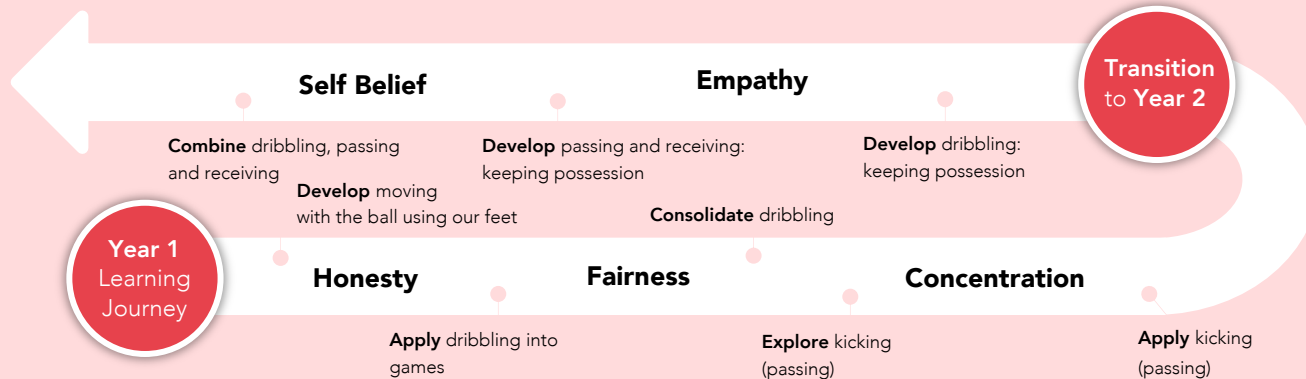 Self Belief
Empathy
Transition
to Year 2
Combine dribbling, passing
and receiving
Develop passing and receiving:
keeping possession
Develop dribbling:
keeping possession
Develop moving
with the ball using our feet
Consolidate dribbling
Year 1
Learning
Journey
Honesty
Fairness
Concentration
Apply dribbling into
games
Explore kicking
(passing)
Apply kicking
(passing)